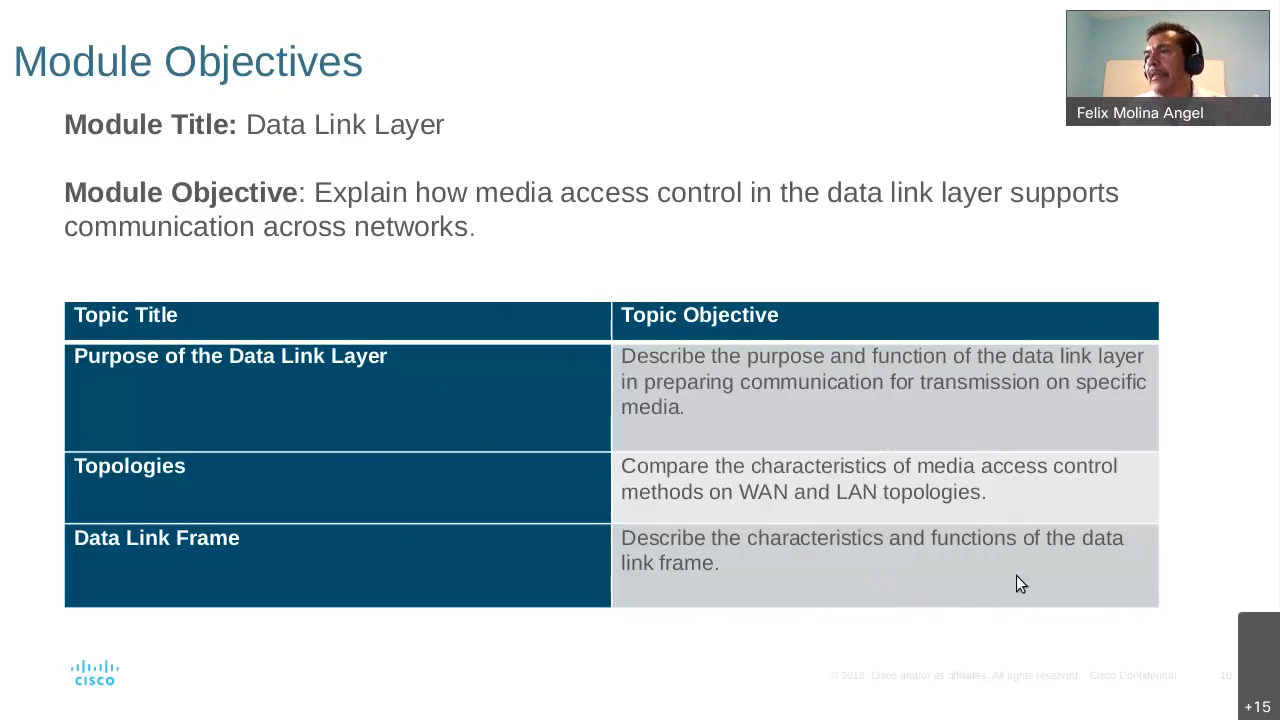 Module Objectives
Felix Molina Angel
Module Title: Data Link Layer
Module Objective: Explain how media access control in the data link layer supports
communication across networks.
Topic Title
Topic Objective
Purpose of the Data Link Layer
Describe the purpose and function of the data link layer
in preparing communication for transmission on specific
media.
Topologies
Compare the characteristics of media access control
methods on WAN and LAN topologies.
Data Link Frame
Describe the characteristics and functions of the data
link frame.
CISCO
© 2016 Cisco and/or its affiliates. All rights reserved. Cisco Confidential
10
+15